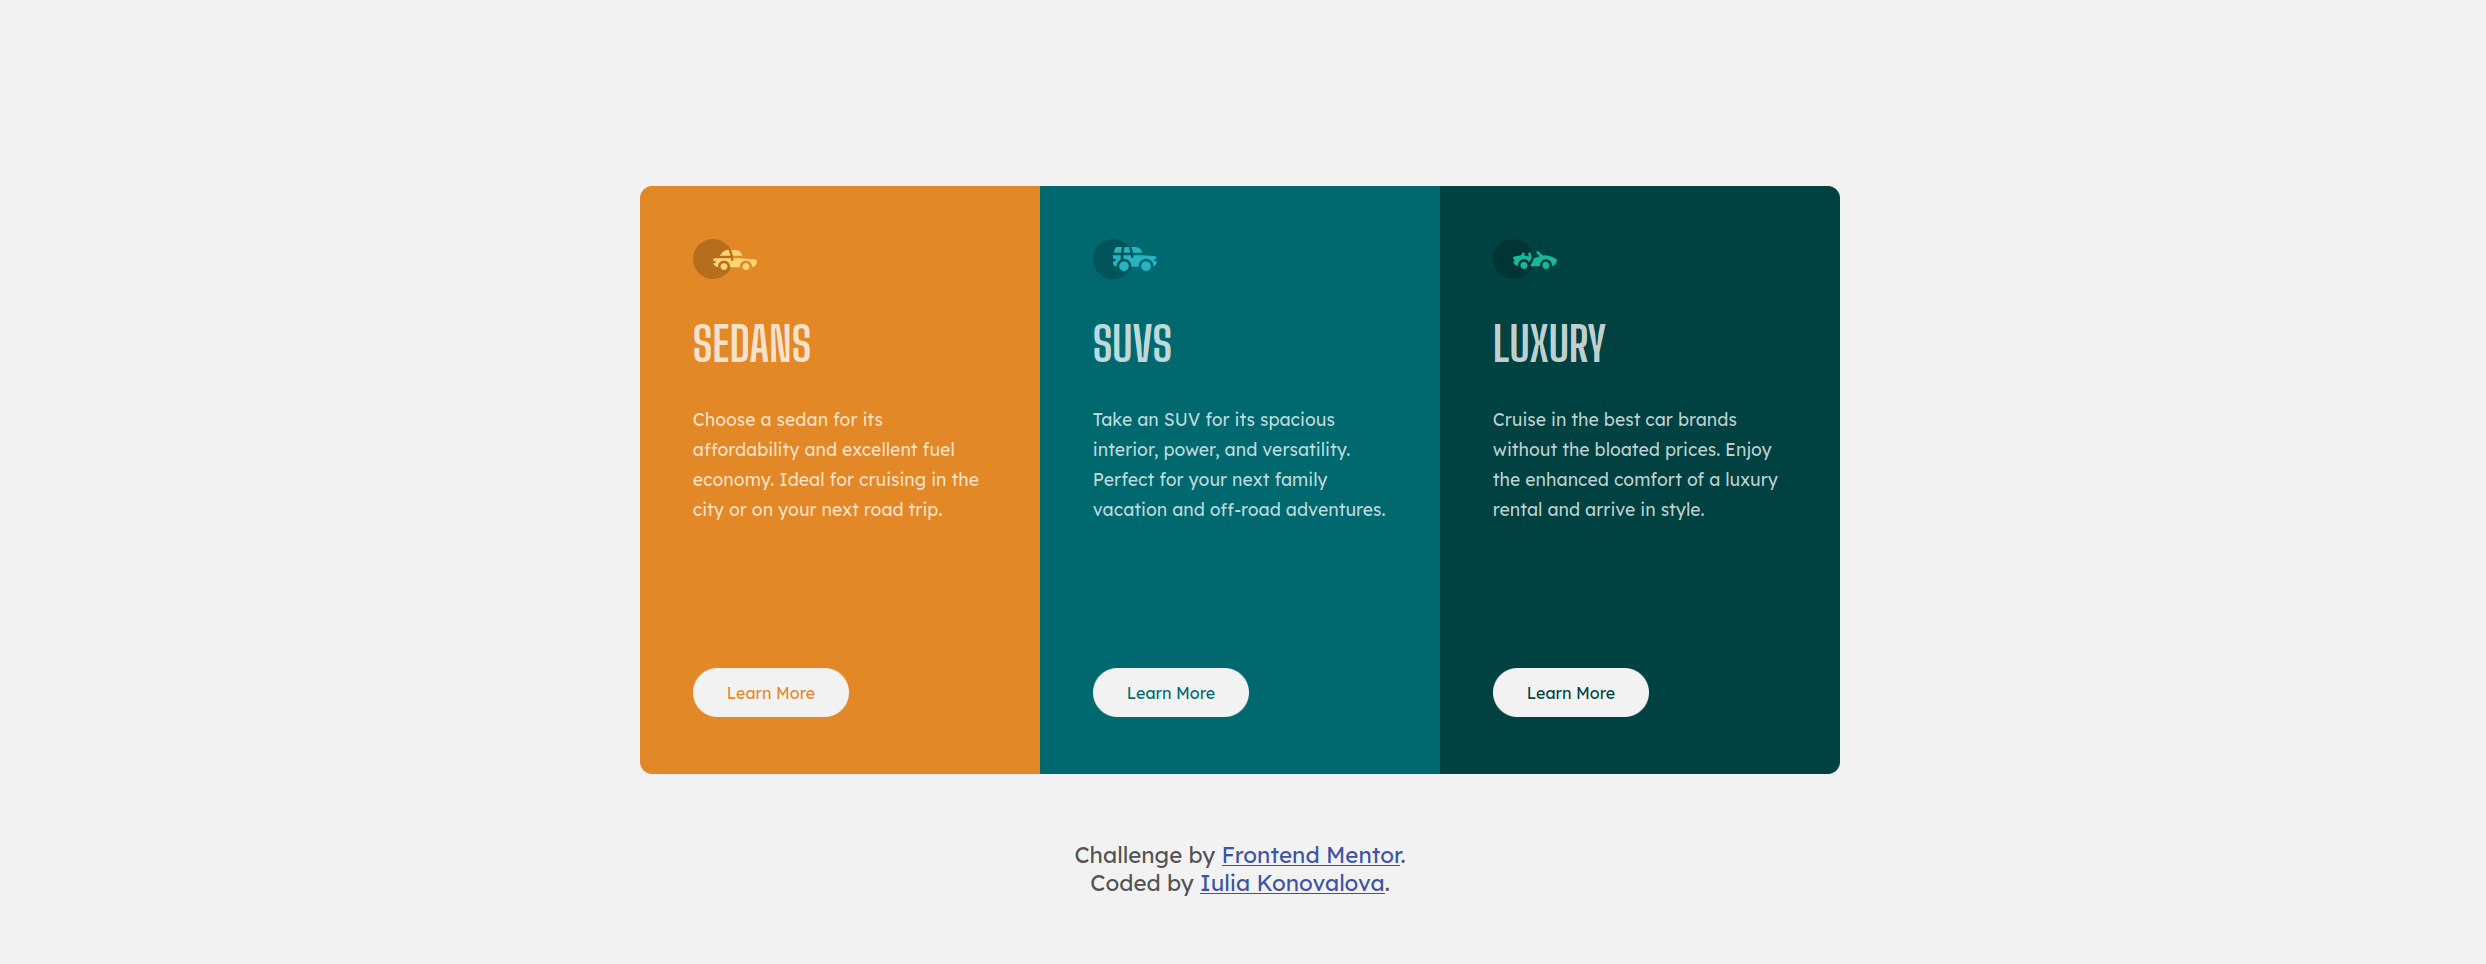 SEDANS
Choose a sedan for its
affordability and excellent fuel
economy. Ideal for cruising in the
city or on your next road trip.
Learn More
SUVS
Take an SUV for its spacious
interior, power, and versatility.
Perfect for your next family
vacation and off-road adventures.
Learn More
LUXURY
Cruise in the best car brands
without the bloated prices. Enjoy
the enhanced comfort of a luxury
rental and arrive in style.
Learn More
Challenge by Frontend Mentor.
Coded by Iulia Konovalova.